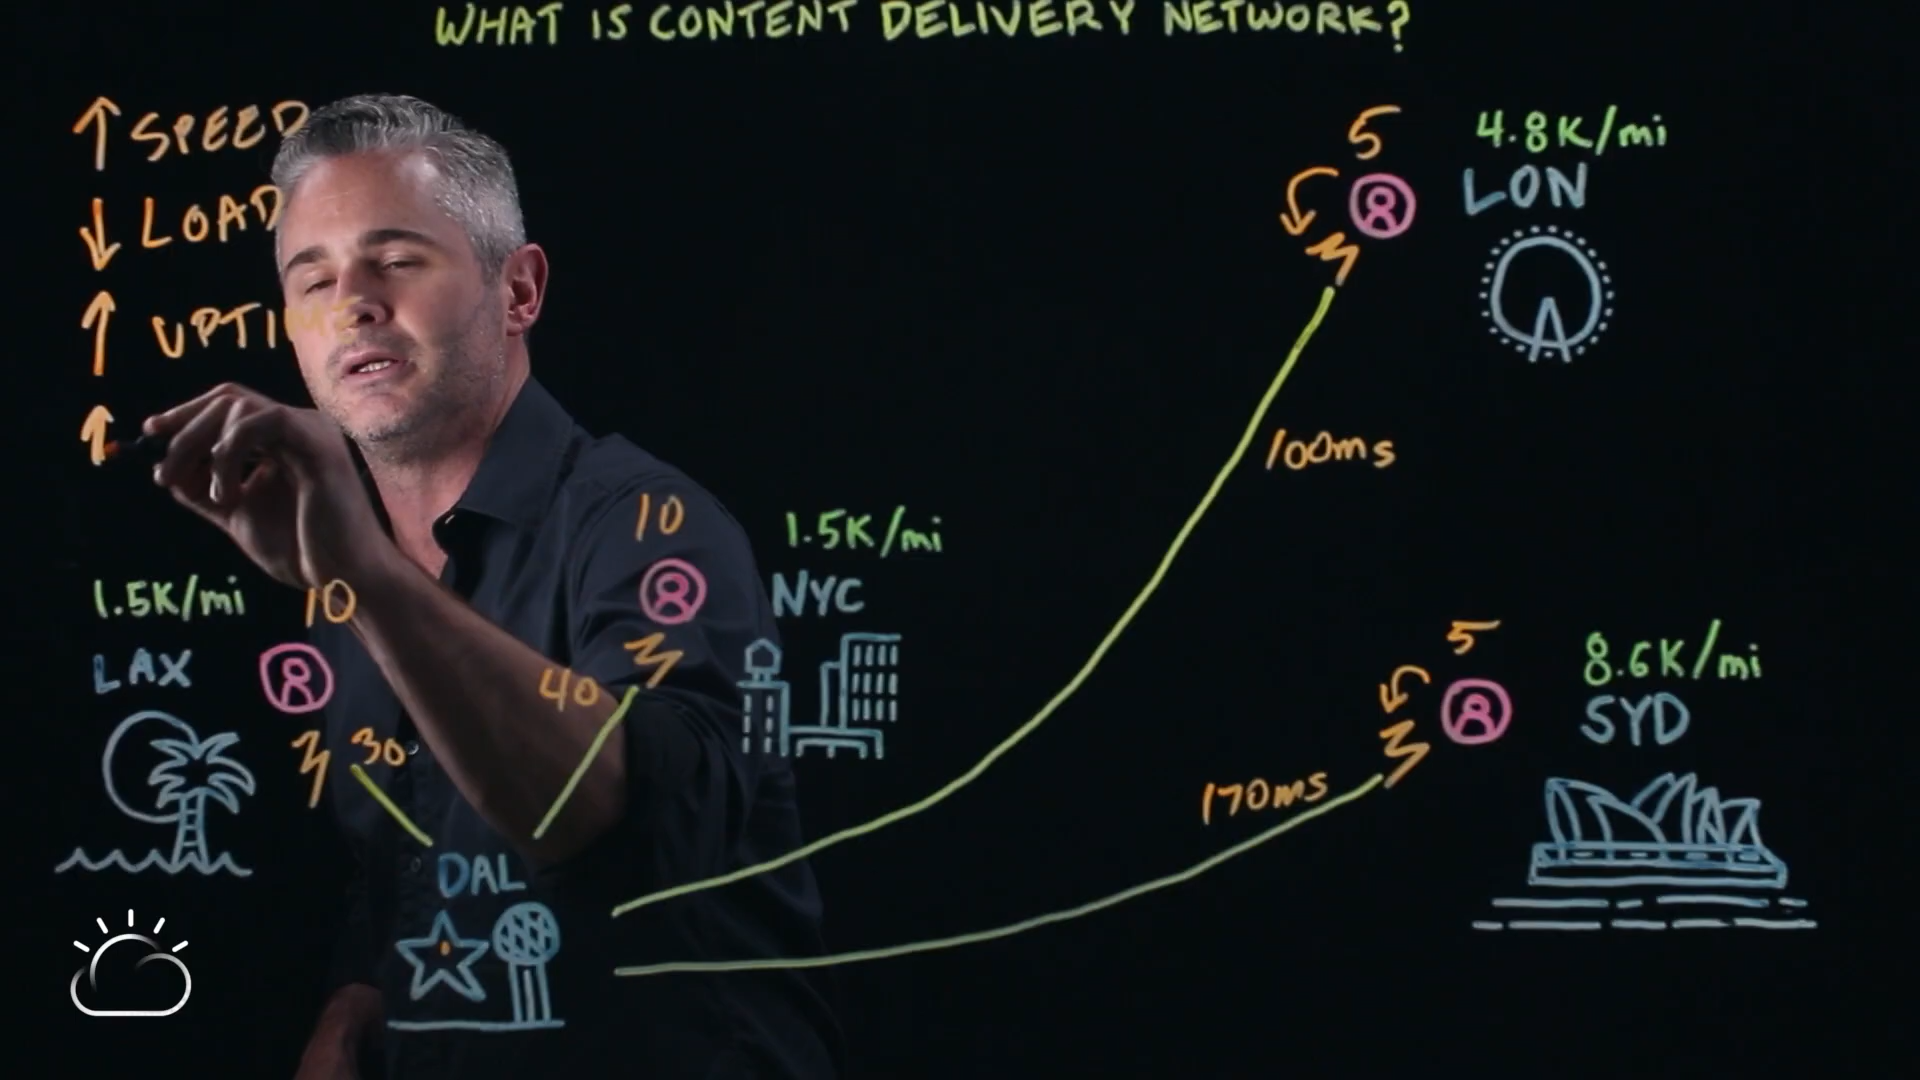 WHAT IS CONTENT DELIVERY NETWORK?
↑ SPEED
↓ LOAD
↑ UPTIME
↑
5
4.8K/mi
LON
100ms
10
1.5K/mi
NYC
40
1.5K/mi
10
LAX
30
5
8.6K/mi
SYD
170ms
DAL